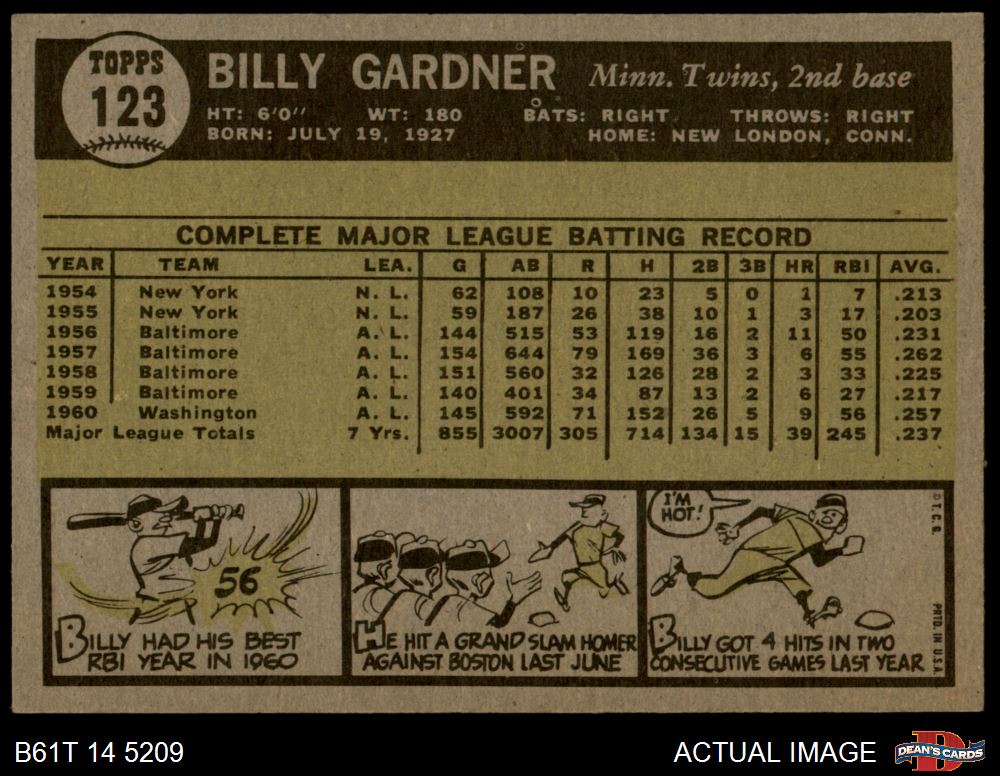 TOPPS
123
BILLY GARDNER Minn. Twins, 2nd base
HT: 6'0" WT: 180 BATS: RIGHT THROWS: RIGHT
BORN: JULY 19, 1927 HOME: NEW LONDON, CONN.
COMPLETE MAJOR LEAGUE BATTING RECORD
YEAR TEAM LEA. G AB R H 2B 3B HR RBI AVG.
1954 New York N. L. 62 108 10 23 5 0 1 7 .213
1955 New York N. L. 59 187 26 38 10 1 3 17 .203
1956 Baltimore A. L. 144 515 53 119 16 2 11 50 .231
1957 Baltimore A. L. 154 644 79 169 36 3 6 55 .262
1958 Baltimore A. L. 151 560 32 126 28 2 3 33 .225
1959 Baltimore A. L. 140 401 34 87 13 2 6 27 .217
1960 Washington A. L. 145 592 71 152 26 5 9 56 .257
Major League Totals 7 Yrs. 855 3007 305 714 134 15 39 245 .237
56
BILLY HAD HIS BEST
RBI YEAR IN 1960
HE HIT A GRAND SLAM HOMER
AGAINST BOSTON LAST JUNE
I'M
HOT!
BILLY GOT 4 HITS IN TWO
CONSECUTIVE GAMES LAST YEAR
© T. C. G.
PRTD. IN U.S.A.
B61T 14 5209
ACTUAL IMAGE
DEAN'S CARDS